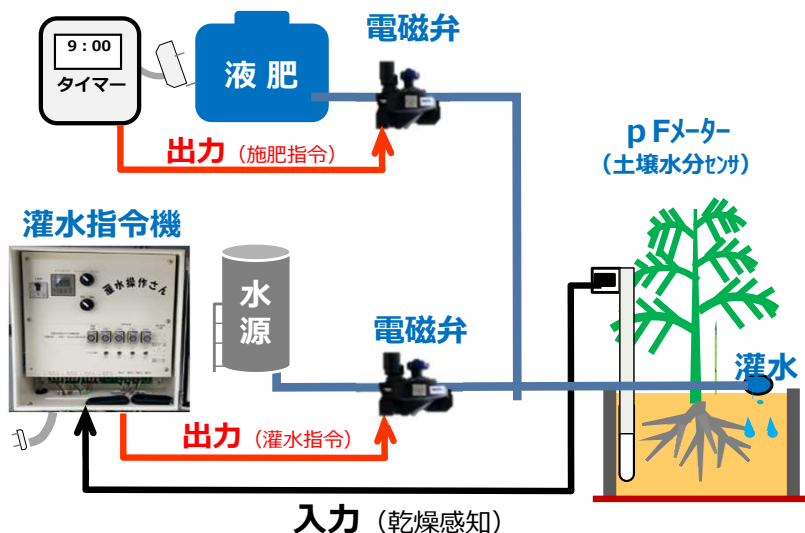 9：00
タイマー
液 肥
電磁弁
出力（施肥指令）
ｐＦメーター
（土壌水分センサ）
灌水指令機
灌水操作さん
水
源
電磁弁
灌水
出力（灌水指令）
入力（乾燥感知）